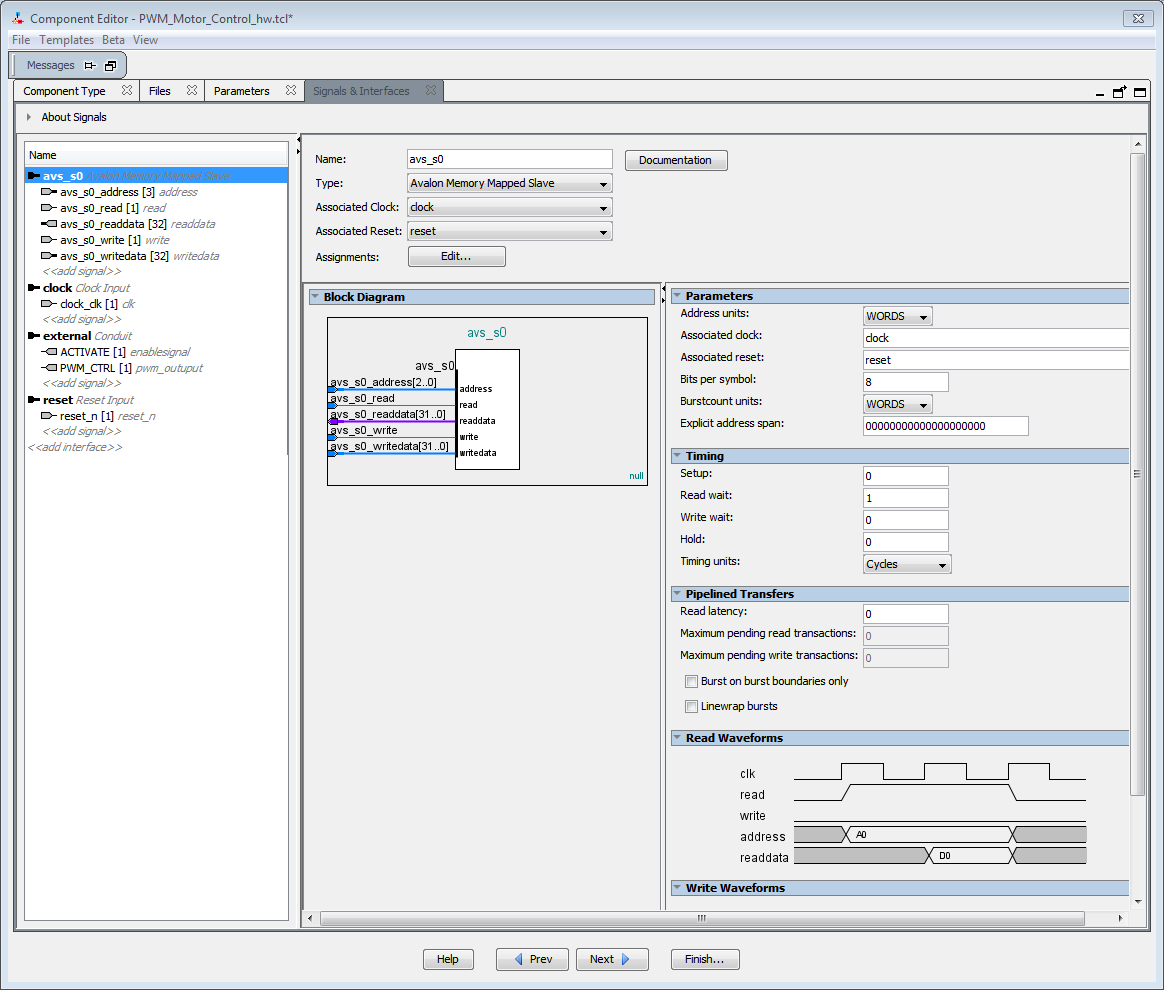 Component Editor - PWM_Motor_Control_hw.tcl*
File Templates Beta View
Messages
Component Type Files Parameters Signals & Interfaces
About Signals
Name
avs_s0 Avalon Memory Mapped Slave
avs_s0_address [3] address
avs_s0_read [1] read
avs_s0_readdata [32] readdata
avs_s0_write [1] write
avs_s0_writedata [32] writedata
<<add signal>>
clock Clock Input
clock_clk [1] clk
<<add signal>>
external Conduit
ACTIVATE [1] enablesignal
PWM_CTRL [1] pwm_outuput
<<add signal>>
reset Reset Input
reset_n [1] reset_n
<<add signal>>
<<add interface>>
Name: avs_s0 Documentation
Type: Avalon Memory Mapped Slave
Associated Clock: clock
Associated Reset: reset
Assignments: Edit...
Block Diagram
avs_s0
avs_s0
avs_s0_address[2..0] address
avs_s0_read read
avs_s0_readdata[31..0] readdata
avs_s0_write write
avs_s0_writedata[31..0] writedata
null
Parameters
Address units: WORDS
Associated clock: clock
Associated reset: reset
Bits per symbol: 8
Burstcount units: WORDS
Explicit address span: 00000000000000000000
Timing
Setup: 0
Read wait: 1
Write wait: 0
Hold: 0
Timing units: Cycles
Pipelined Transfers
Read latency: 0
Maximum pending read transactions: 0
Maximum pending write transactions: 0
Burst on burst boundaries only
Linewrap bursts
Read Waveforms
clk
read
write
address A0
readdata D0
Write Waveforms
Help Prev Next Finish...